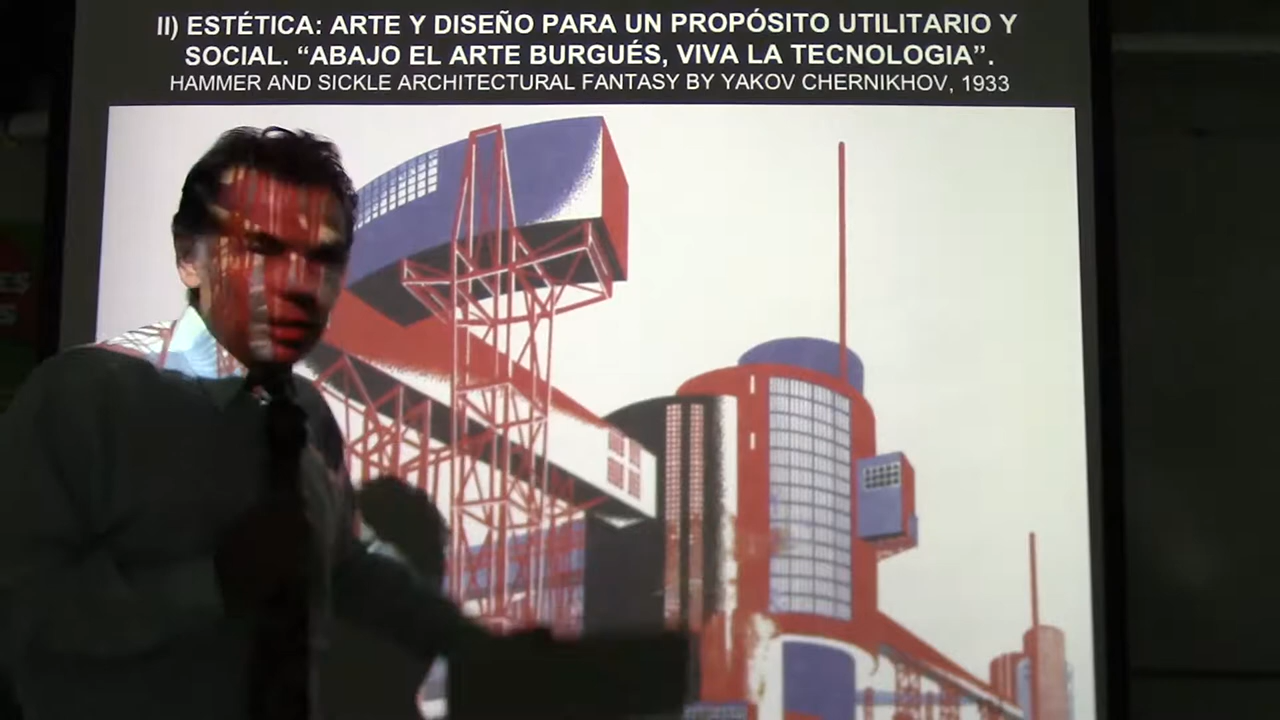 II) ESTÉTICA: ARTE Y DISEÑO PARA UN PROPÓSITO UTILITARIO Y
SOCIAL. “ABAJO EL ARTE BURGUÉS, VIVA LA TECNOLOGIA”.
HAMMER AND SICKLE ARCHITECTURAL FANTASY BY YAKOV CHERNIKHOV, 1933